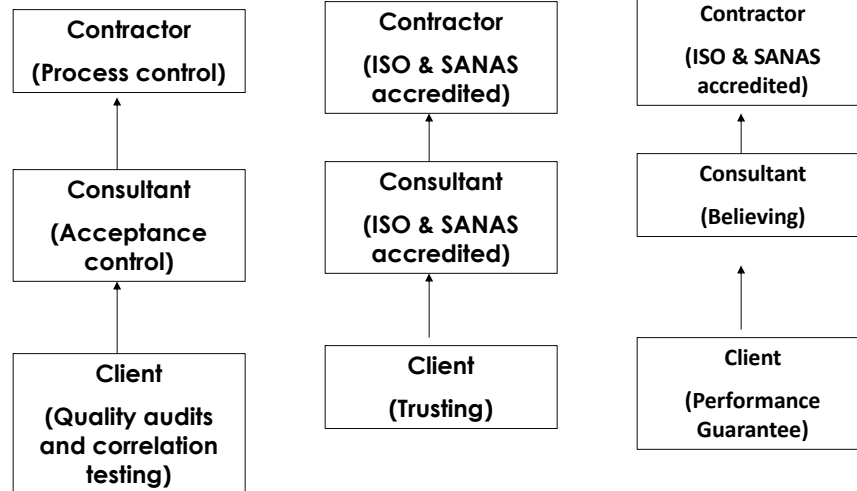 Contractor
(Process control)
Consultant
(Acceptance
control)
Client
(Quality audits
and correlation
testing)
Contractor
(ISO & SANAS
accredited)
Consultant
(ISO & SANAS
accredited)
Client
(Trusting)
Contractor
(ISO & SANAS
accredited)
Consultant
(Believing)
Client
(Performance
Guarantee)